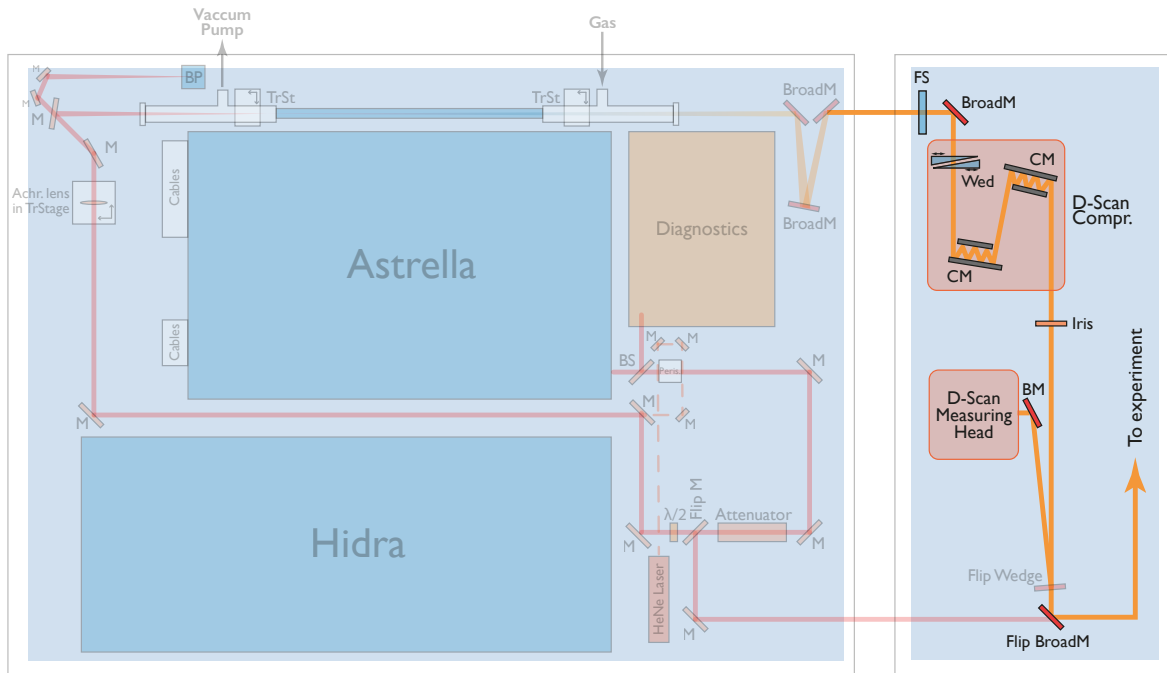 Vaccum
Pump
Gas
M
BP
M
M
TrSt
TrSt
BroadM
FS
BroadM
M
Achr. lens
in TrStage
Cables
Astrella
Diagnostics
BroadM
Wed
CM
CM
D-Scan
Compr.
Cables
BS
M
M
Peris.
M
Iris
M
M
M
D-Scan
Measuring
Head
BM
To experiment
Hidra
M
λ/2
Flip M
Attenuator
M
HeNe Laser
M
Flip Wedge
Flip BroadM